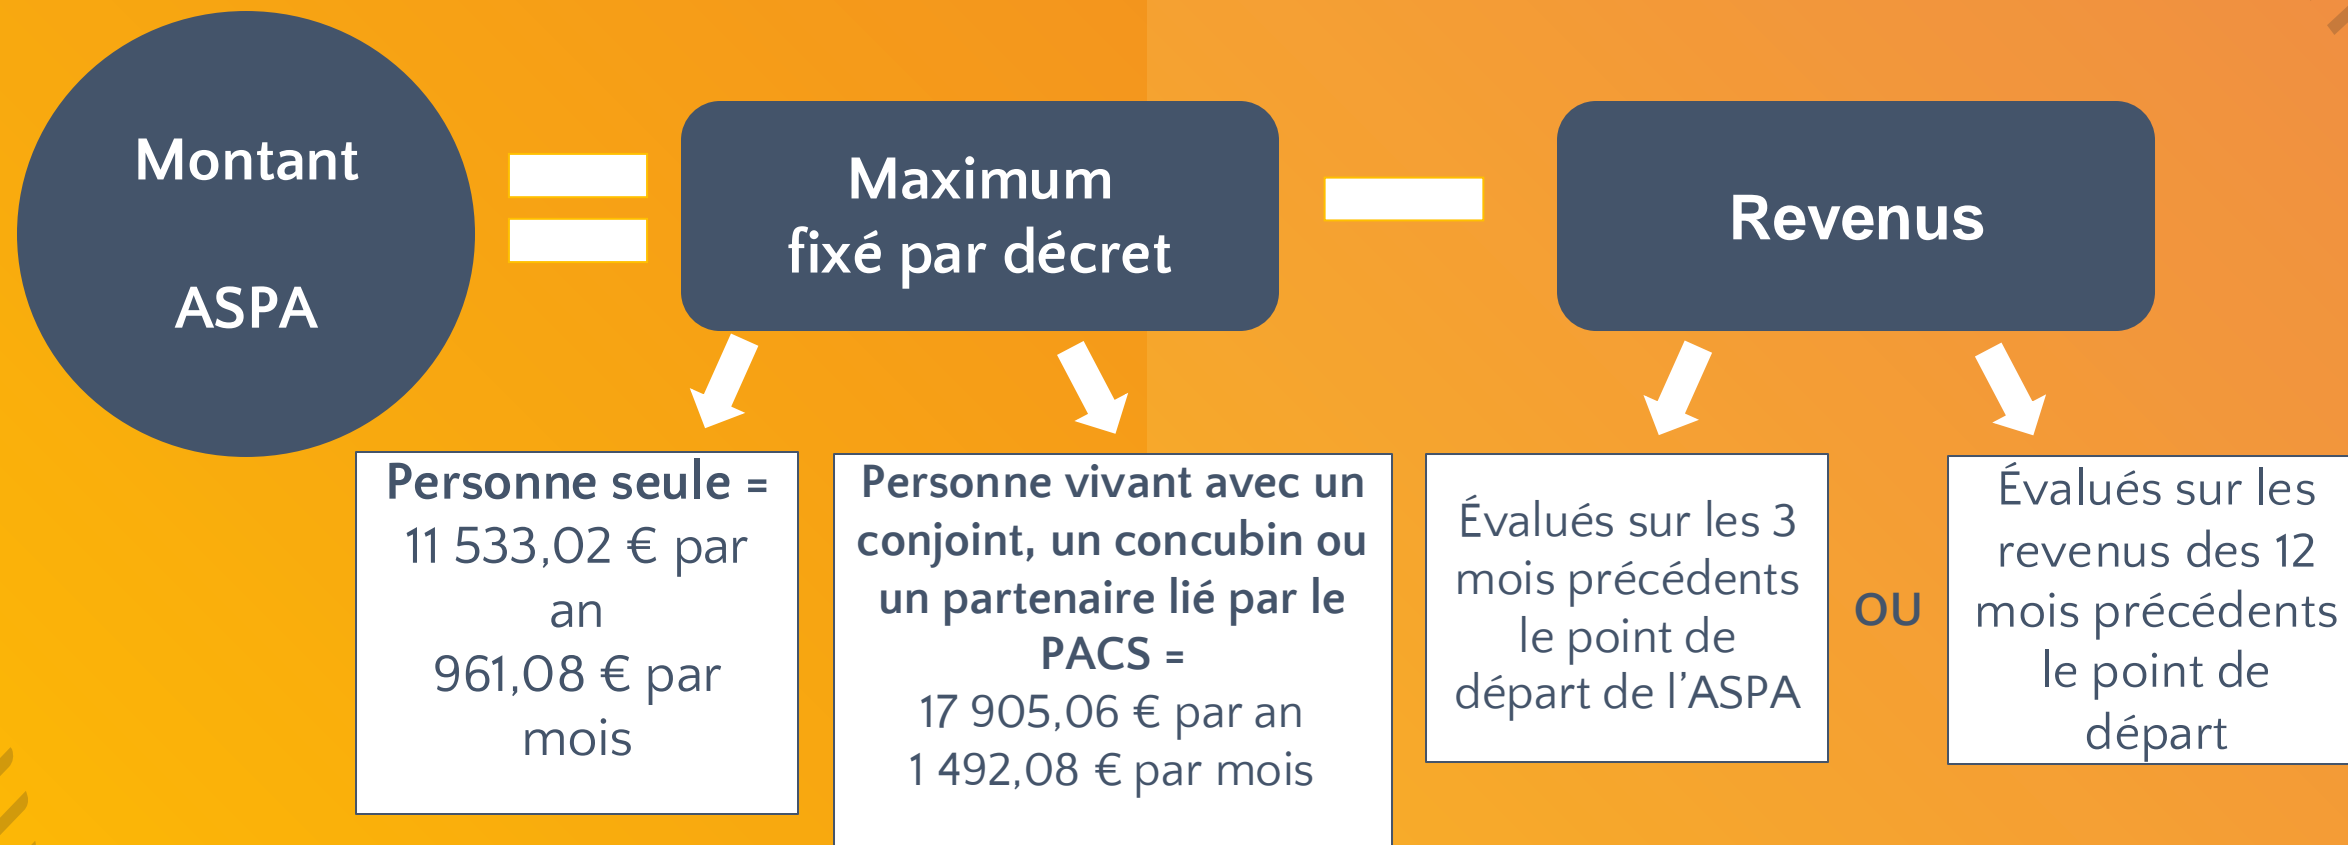 Montant
ASPA
Maximum
fixé par décret
Revenus
Personne seule =
11 533,02 € par
an
961,08 € par
mois
Personne vivant avec un
conjoint, un concubin ou
un partenaire lié par le
PACS =
17 905,06 € par an
1 492,08 € par mois
Évalués sur les 3
mois précédents
le point de
départ de l’ASPA
OU
Évalués sur les
revenus des 12
mois précédents
le point de
départ